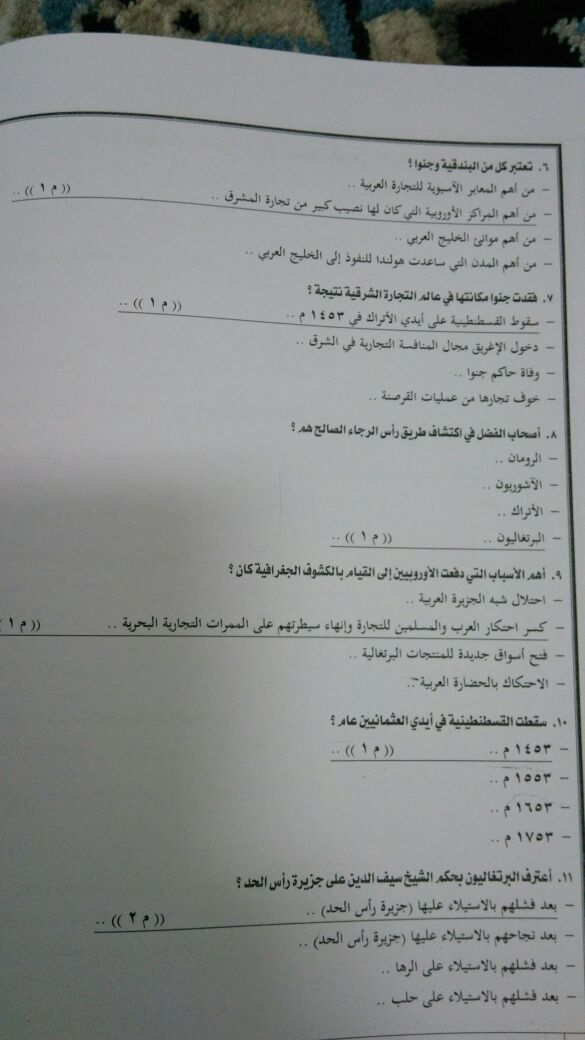 ٦. تعتبر كل من البندقية وجنوا ؟
– من أهم المعابر الآسيوية للتجارة العربية ..
– من أهم المراكز الأوروبية التي كان لها نصيب كبير من تجارة المشرق .. (( م ١ )) ..
– من أهم موانئ الخليج العربي ..
– من أهم المدن التي ساعدت هولندا للنفوذ إلى الخليج العربي ..
٧. فقدت جنوا مكانتها في عالم التجارة الشرقية نتيجة ؟
– سقوط القسطنطينية على أيدي الأتراك في ١٤٥٣ م .. (( م ١ )) ..
– دخول الإغريق مجال المنافسة التجارية في الشرق ..
– وفاة حاكم جنوا ..
– خوف تجارها من عمليات القرصنة ..
٨. أصحاب الفضل في اكتشاف طريق رأس الرجاء الصالح هم ؟
– الرومان ..
– الآشوريون ..
– الأتراك ..
– البرتغاليون .. (( م ١ )) ..
٩. أهم الأسباب التي دفعت الأوروبيين إلى القيام بالكشوف الجغرافية كان ؟
– احتلال شبه الجزيرة العربية ..
– كسر احتكار العرب والمسلمين للتجارة وإنهاء سيطرتهم على الممرات التجارية البحرية .. (( م ١
– فتح أسواق جديدة للمنتجات البرتغالية ..
– الاحتكاك بالحضارة العربية ..
١٠. سقطت القسطنطينية في أيدي العثمانيين عام ؟
– ١٤٥٣ م .. (( م ١ )) ..
– ١٥٥٣ م ..
– ١٦٥٣ م ..
– ١٧٥٣ م ..
١١. أعترف البرتغاليون بحكم الشيخ سيف الدين على جزيرة رأس الحد ؟
– بعد فشلهم بالاستيلاء عليها (جزيرة رأس الحد) .. (( م ٢ )) ..
– بعد نجاحهم بالاستيلاء عليها (جزيرة رأس الحد) ..
– بعد فشلهم بالاستيلاء على الرها ..
– بعد فشلهم بالاستيلاء على حلب ..